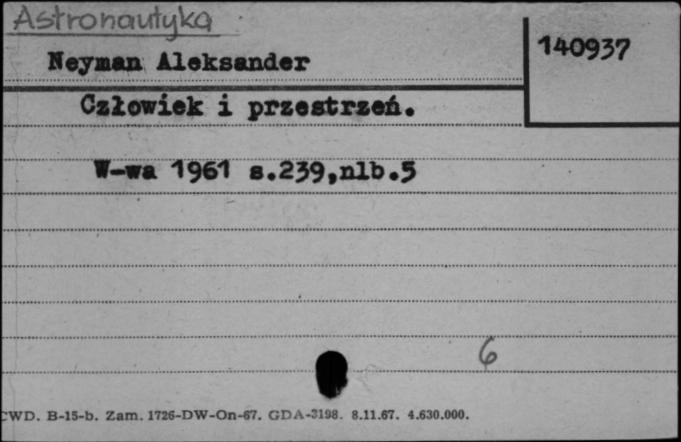 Astronautyka
Neyman Aleksander
140937
Człowiek i przestrzeń.
W-wa 1961 s.239,nlb.5
6
CWD. B-15-b. Zam. 1726-DW-On-67. GDA-3198. 8.11.67. 4.630.000.